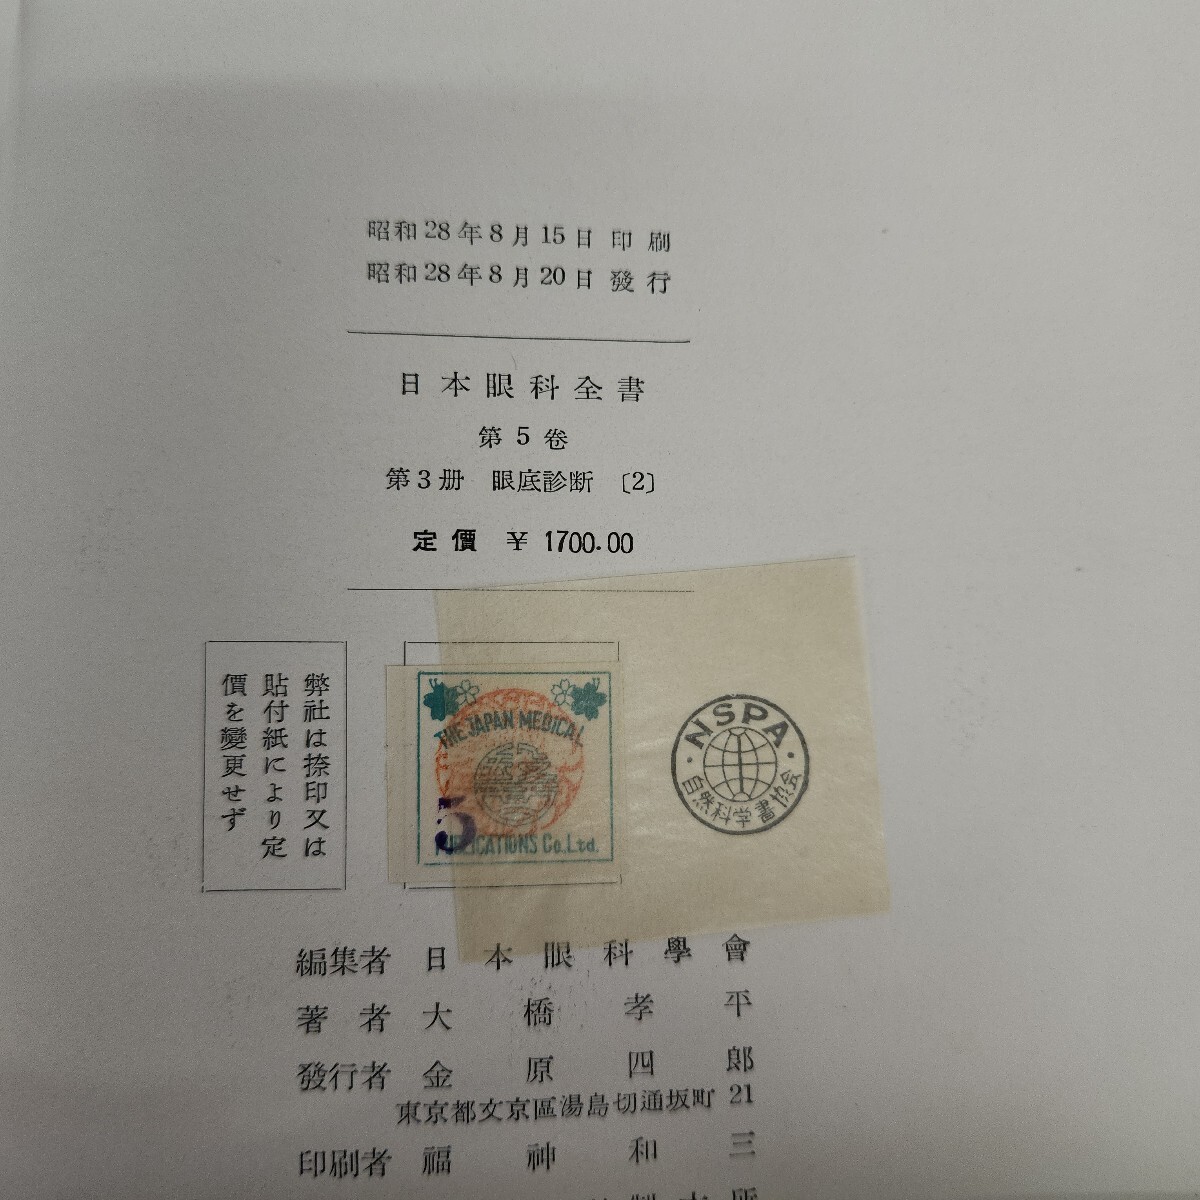 昭和28年8月15日 印刷
昭和28年8月20日 發行
日本眼科全書
第5卷
第3册 眼底診断 〔2〕
定價 ¥ 1700.00
弊社は捺印又は
貼付紙により定
價を變更せず
THE JAPAN MEDICAL
5
PUBLICATIONS Co., Ltd.
NSPA
自然科学書協会
編集者 日本眼科學會
著者 大橋孝平
發行者 金原四郎
東京都文京區湯島切通坂町 21
印刷者 福神和三